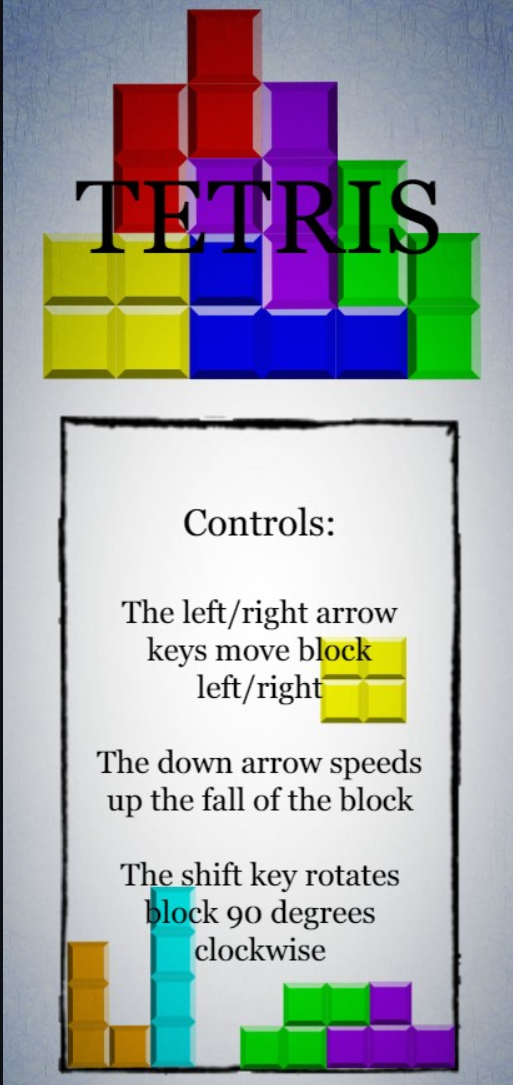 TETRIS
Controls:
The left/right arrow
keys move block
left/right
The down arrow speeds
up the fall of the block
The shift key rotates
block 90 degrees
clockwise